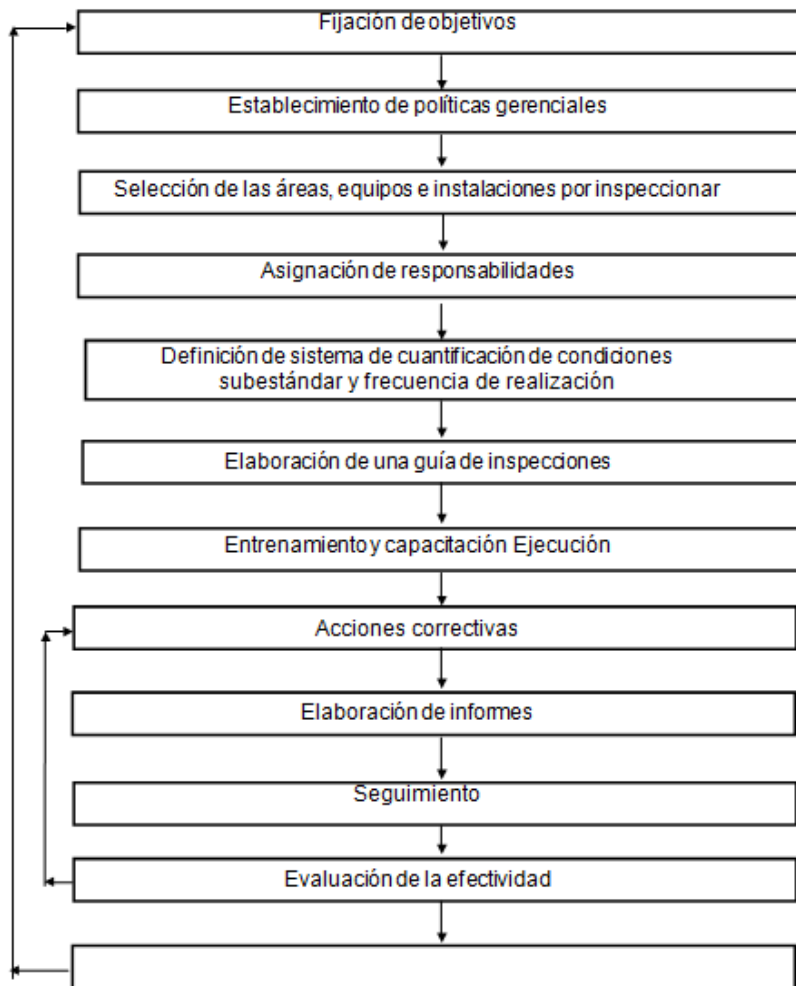 Fijación de objetivos
Establecimiento de políticas gerenciales
Selección de las áreas, equipos e instalaciones por inspeccionar
Asignación de responsabilidades
Definición de sistema de cuantificación de condiciones
subestándar y frecuencia de realización
Elaboración de una guía de inspecciones
Entrenamiento y capacitación Ejecución
Acciones correctivas
Elaboración de informes
Seguimiento
Evaluación de la efectividad